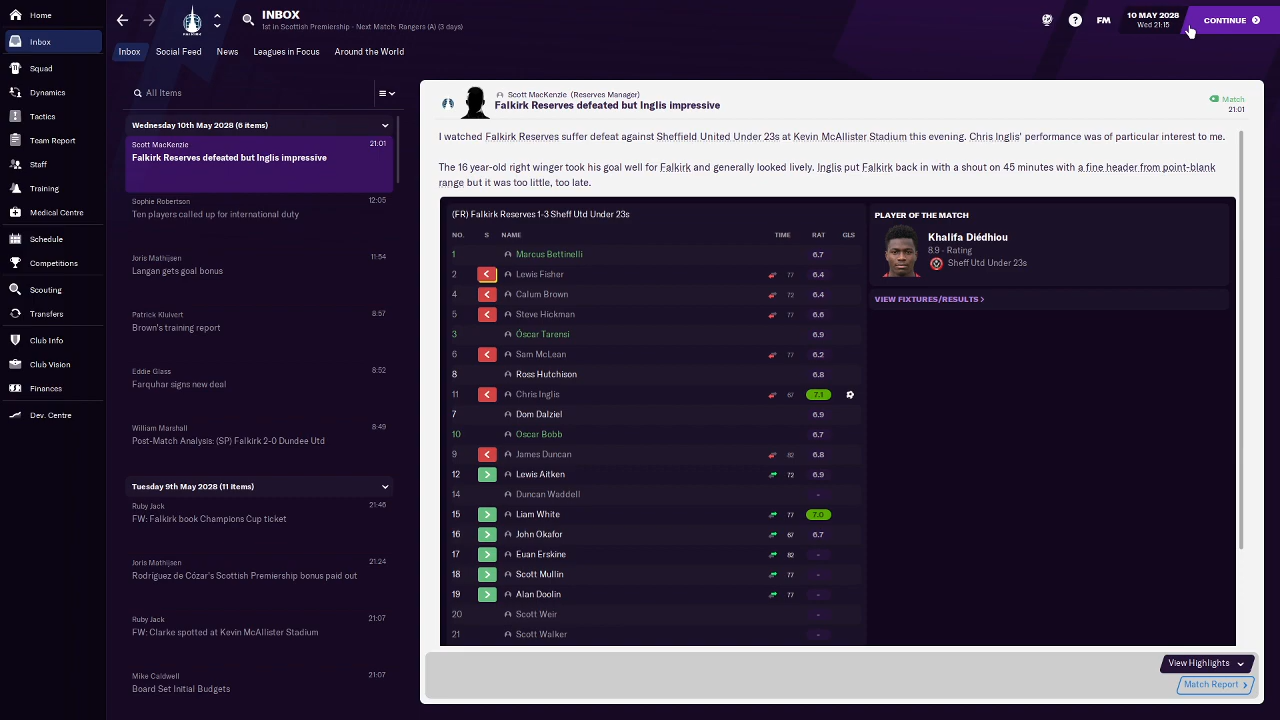 INBOX
1st in Scottish Premiership - Next Match: Rangers (A) (3 days)
FALKIRK
FM
10 MAY 2028
Wed 21:15
CONTINUE
Home
Inbox
Squad
Dynamics
Tactics
Team Report
Staff
Training
Medical Centre
Schedule
Competitions
Scouting
Transfers
Club Info
Club Vision
Finances
Dev. Centre
Inbox Social Feed News Leagues in Focus Around the World
All Items
Wednesday 10th May 2028 (6 items)
Scott MacKenzie 21:01
Falkirk Reserves defeated but Inglis impressive
Sophie Robertson 12:05
Ten players called up for international duty
Joris Mathijsen 11:54
Langan gets goal bonus
Patrick Kluivert 8:57
Brown's training report
Eddie Glass 8:52
Farquhar signs new deal
William Marshall 8:49
Post-Match Analysis: (SP) Falkirk 2-0 Dundee Utd
Tuesday 9th May 2028 (11 items)
Ruby Jack 21:46
FW: Falkirk book Champions Cup ticket
Joris Mathijsen 21:24
Rodríguez de Cózar's Scottish Premiership bonus paid out
Ruby Jack 21:07
FW: Clarke spotted at Kevin McAllister Stadium
Mike Caldwell 21:07
Board Set Initial Budgets
Scott MacKenzie (Reserves Manager)
Falkirk Reserves defeated but Inglis impressive
Match
21:01
I watched Falkirk Reserves suffer defeat against Sheffield United Under 23s at Kevin McAllister Stadium this evening. Chris Inglis' performance was of particular interest to me.
The 16 year-old right winger took his goal well for Falkirk and generally looked lively. Inglis put Falkirk back in with a shout on 45 minutes with a fine header from point-blank
range but it was too little, too late.
(FR) Falkirk Reserves 1-3 Sheff Utd Under 23s
NO. S NAME TIME RAT GLS
1 Marcus Bettinelli 6.7
2 Lewis Fisher 77 6.4
4 Calum Brown 72 6.4
5 Steve Hickman 77 6.6
3 Óscar Tarensi 6.9
6 Sam McLean 77 6.2
8 Ross Hutchison 6.8
11 Chris Inglis 67 7.1
7 Dom Dalziel 6.9
10 Oscar Bobb 6.7
9 James Duncan 82 6.8
12 Lewis Aitken 72 6.9
14 Duncan Waddell -
15 Liam White 77 7.0
16 John Okafor 67 6.7
17 Euan Erskine 82 -
18 Scott Mullin 77 -
19 Alan Doolin 77 -
20 Scott Weir -
21 Scott Walker -
PLAYER OF THE MATCH
Khalifa Diédhiou
8.9 - Rating
Sheff Utd Under 23s
VIEW FIXTURES/RESULTS >
View Highlights
Match Report